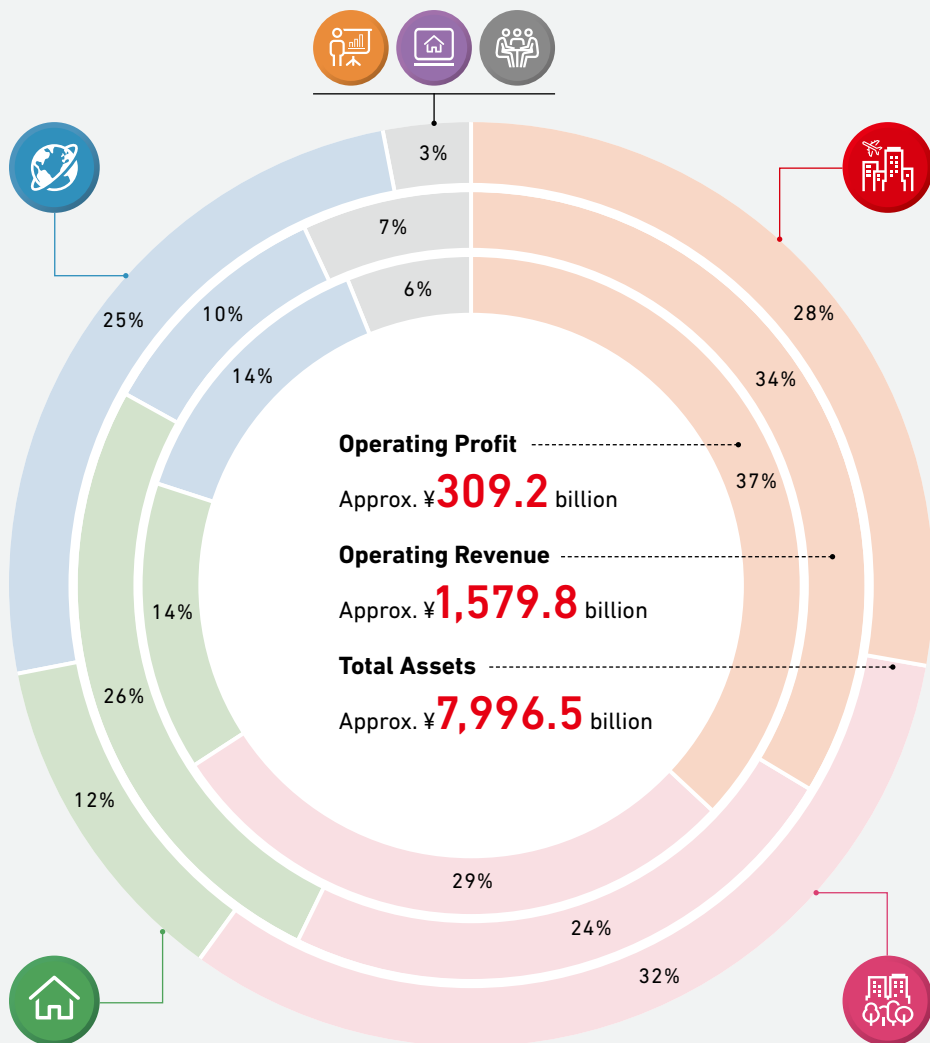 3%
7%
6%
25%
10%
28%
14%
34%
Operating Profit
37%
Approx. ¥309.2 billion
Operating Revenue
Approx. ¥1,579.8 billion
14%
Total Assets
26%
Approx. ¥7,996.5 billion
12%
29%
24%
32%